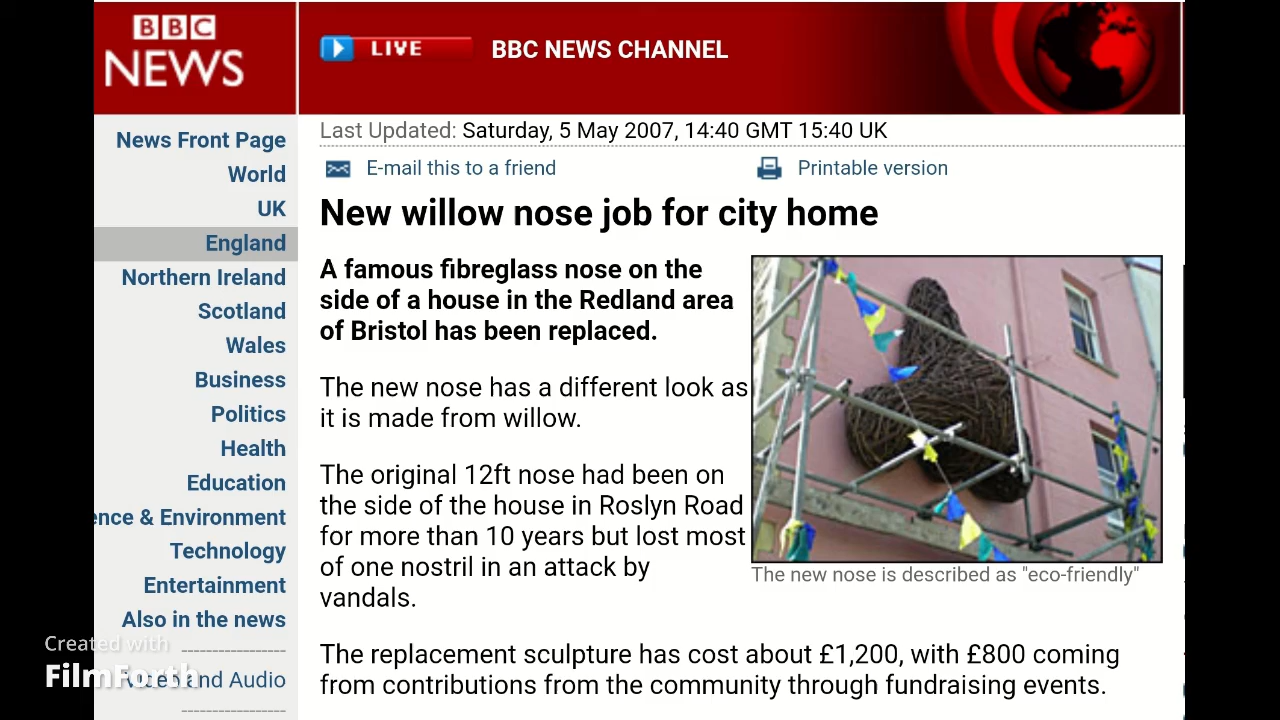 BBC
NEWS
LIVE
BBC NEWS CHANNEL
News Front Page
World
UK
England
Northern Ireland
Scotland
Wales
Business
Politics
Health
Education
ence & Environment
Technology
Entertainment
Also in the news
----------------
Video and Audio
----------------
Last Updated: Saturday, 5 May 2007, 14:40 GMT 15:40 UK
E-mail this to a friend
Printable version
New willow nose job for city home
A famous fibreglass nose on the
side of a house in the Redland area
of Bristol has been replaced.
The new nose has a different look as
it is made from willow.
The original 12ft nose had been on
the side of the house in Roslyn Road
for more than 10 years but lost most
of one nostril in an attack by
vandals.
The new nose is described as "eco-friendly"
The replacement sculpture has cost about £1,200, with £800 coming
from contributions from the community through fundraising events.
Created with
FilmForth